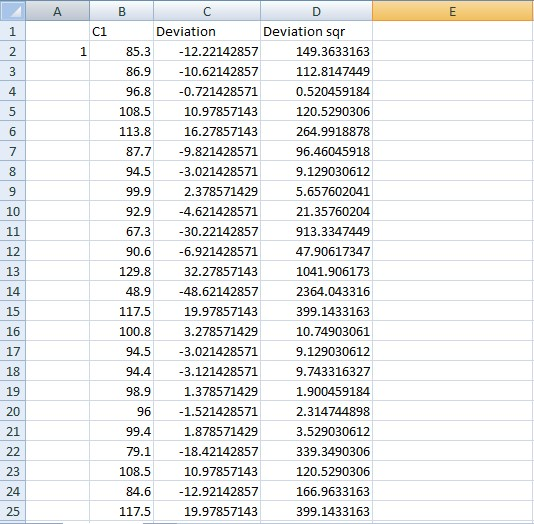 A B C D E
1 C1 Deviation Deviation sqr
2 1 85.3 -12.22142857 149.3633163
3 86.9 -10.62142857 112.8147449
4 96.8 -0.721428571 0.520459184
5 108.5 10.97857143 120.5290306
6 113.8 16.27857143 264.9918878
7 87.7 -9.821428571 96.46045918
8 94.5 -3.021428571 9.129030612
9 99.9 2.378571429 5.657602041
10 92.9 -4.621428571 21.35760204
11 67.3 -30.22142857 913.3347449
12 90.6 -6.921428571 47.90617347
13 129.8 32.27857143 1041.906173
14 48.9 -48.62142857 2364.043316
15 117.5 19.97857143 399.1433163
16 100.8 3.278571429 10.74903061
17 94.5 -3.021428571 9.129030612
18 94.4 -3.121428571 9.743316327
19 98.9 1.378571429 1.900459184
20 96 -1.521428571 2.314744898
21 99.4 1.878571429 3.529030612
22 79.1 -18.42142857 339.3490306
23 108.5 10.97857143 120.5290306
24 84.6 -12.92142857 166.9633163
25 117.5 19.97857143 399.1433163